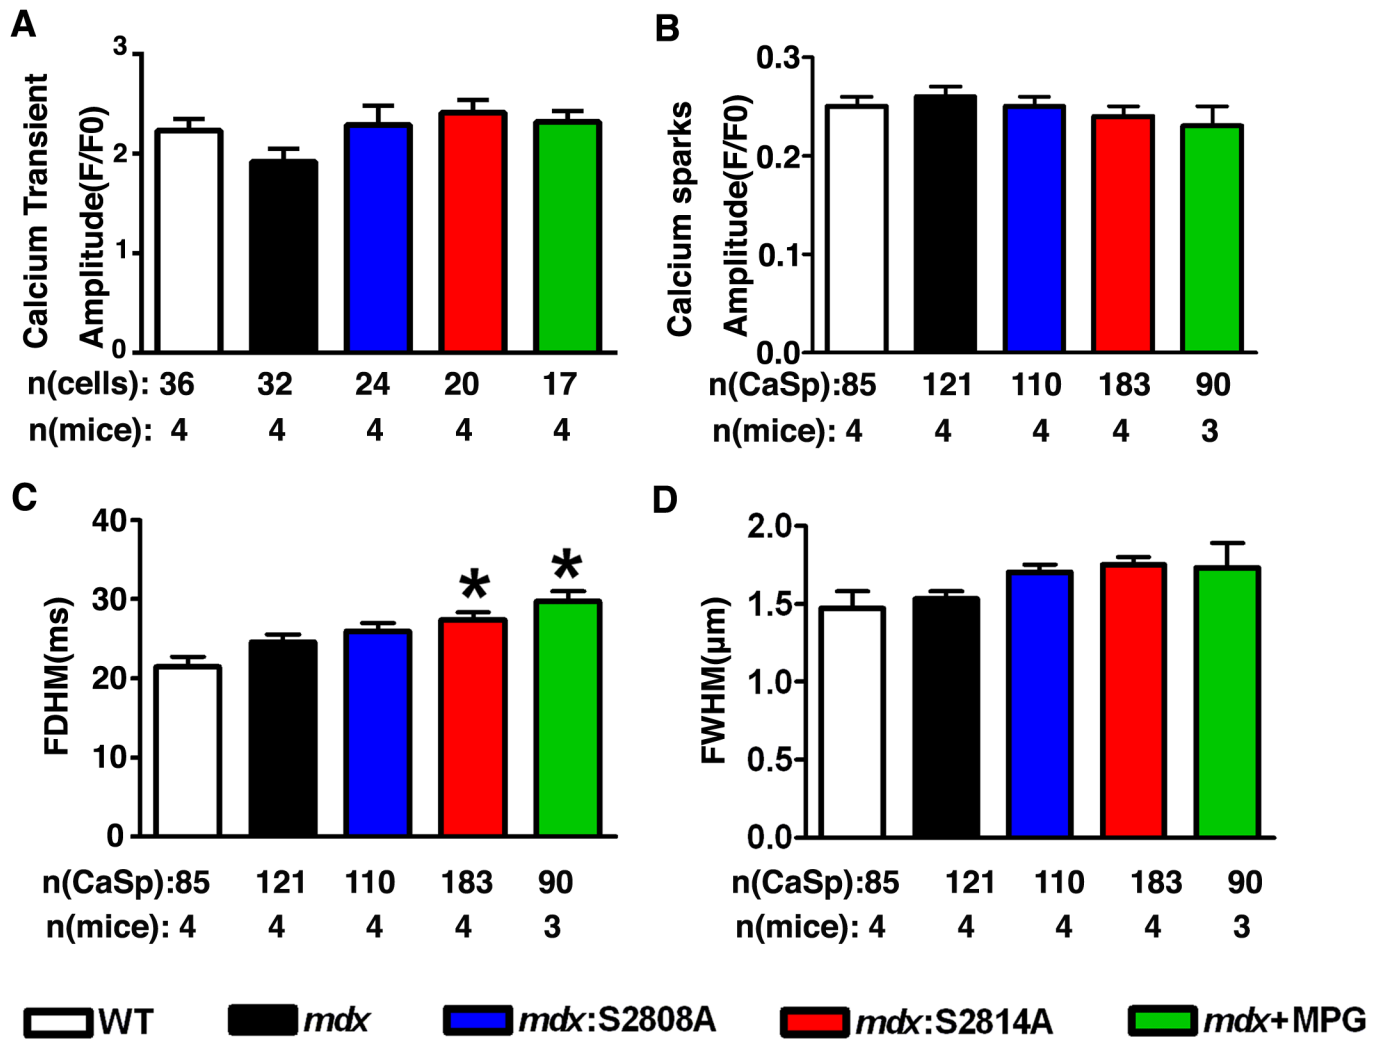 A
Calcium Transient
Amplitude(F/F0)
3
2
1
0
n(cells): 36 32 24 20 17
n(mice): 4 4 4 4 4
B
Calcium sparks
Amplitude(F/F0)
0.3
0.2
0.1
0.0
n(CaSp):85 121 110 183 90
n(mice): 4 4 4 4 3
C
FDHM(ms)
40
30
20
10
0
* *
n(CaSp):85 121 110 183 90
n(mice): 4 4 4 4 3
D
FWHM(μm)
2.0
1.5
1.0
0.5
0.0
n(CaSp):85 121 110 183 90
n(mice): 4 4 4 4 3
WT mdx mdx:S2808A mdx:S2814A mdx+MPG